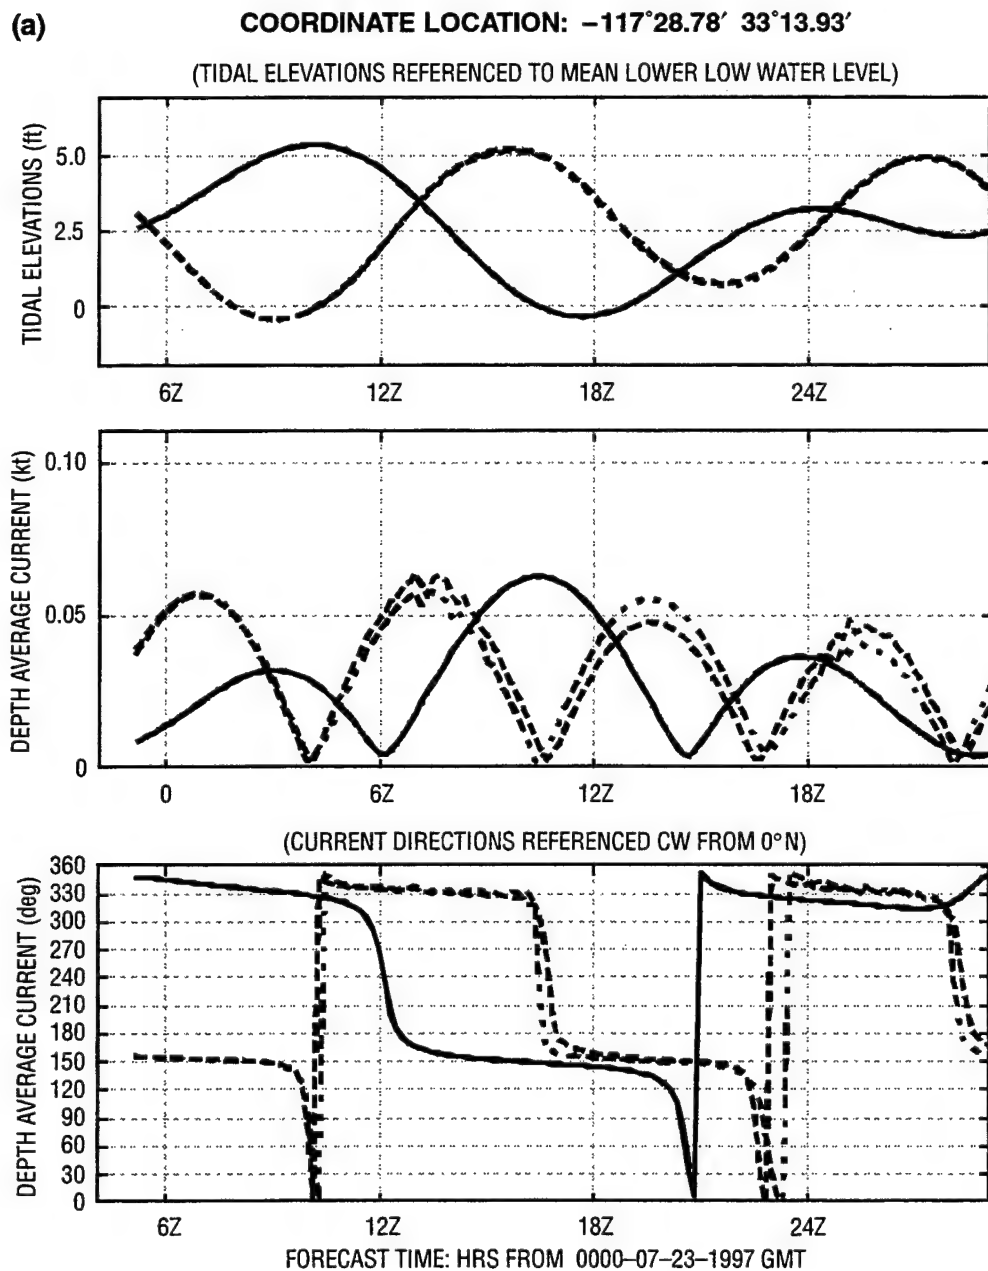 (a) COORDINATE LOCATION: −117°28.78′ 33°13.93′
(TIDAL ELEVATIONS REFERENCED TO MEAN LOWER LOW WATER LEVEL)
TIDAL ELEVATIONS (ft)
5.0
2.5
0
6Z 12Z 18Z 24Z
DEPTH AVERAGE CURRENT (kt)
0.10
0.05
0
0 6Z 12Z 18Z
(CURRENT DIRECTIONS REFERENCED CW FROM 0°N)
DEPTH AVERAGE CURRENT (deg)
360
330
300
270
240
210
180
150
120
90
60
30
0
6Z 12Z 18Z 24Z
FORECAST TIME: HRS FROM 0000–07–23–1997 GMT